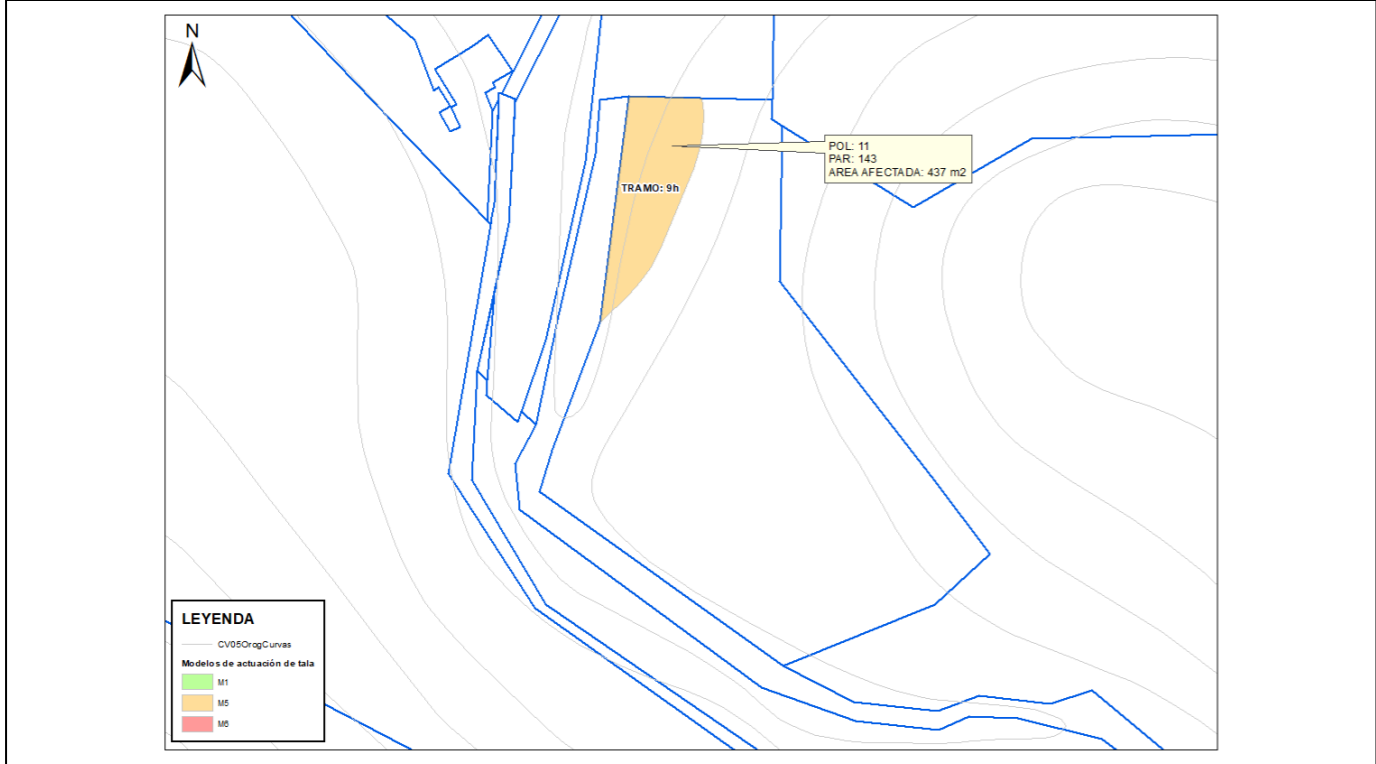 N
POL: 11
PAR: 143
AREA AFECTADA: 437 m2
TRAMO: 9h
LEYENDA
CV05OrogCurvas
Modelos de actuación de tala
M1
M5
M6